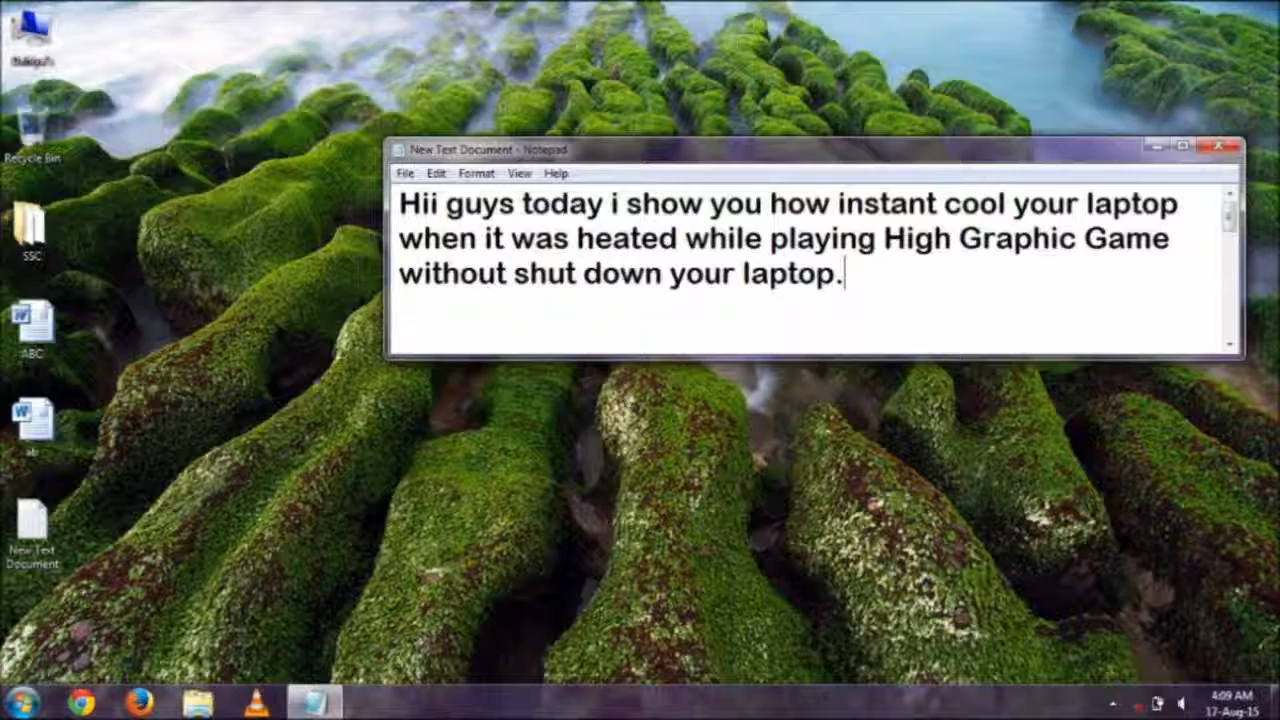 Recycle Bin
SSC
ABC
ab
New Text
Document
New Text Document - Notepad
File Edit Format View Help
Hii guys today i show you how instant cool your laptop
when it was heated while playing High Graphic Game
without shut down your laptop.
4:09 AM
17-Aug-15